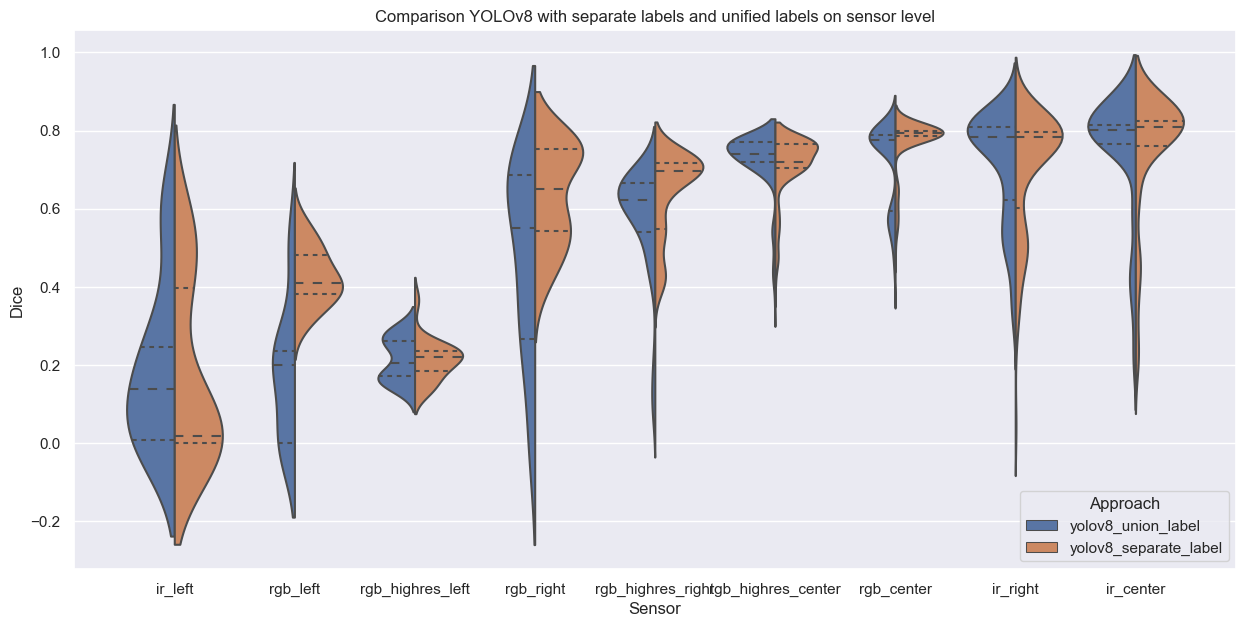 Comparison YOLOv8 with separate labels and unified labels on sensor level
1.0
0.8
0.6
0.4
0.2
0.0
−0.2
Dice
ir_left
rgb_left
rgb_highres_left
rgb_right
rgb_highres_right
rgb_highres_center
rgb_center
ir_right
ir_center
Sensor
Approach
yolov8_union_label
yolov8_separate_label